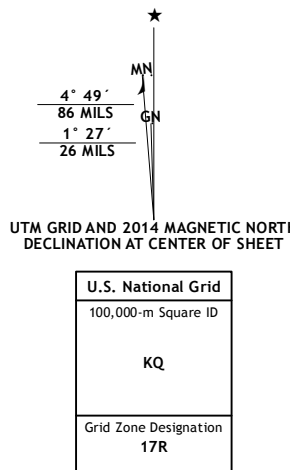 ★
MN
4° 49´
86 MILS
GN
1° 27´
26 MILS
UTM GRID AND 2014 MAGNETIC NORTH
DECLINATION AT CENTER OF SHEET
U.S. National Grid
100,000-m Square ID
KQ
Grid Zone Designation
17R